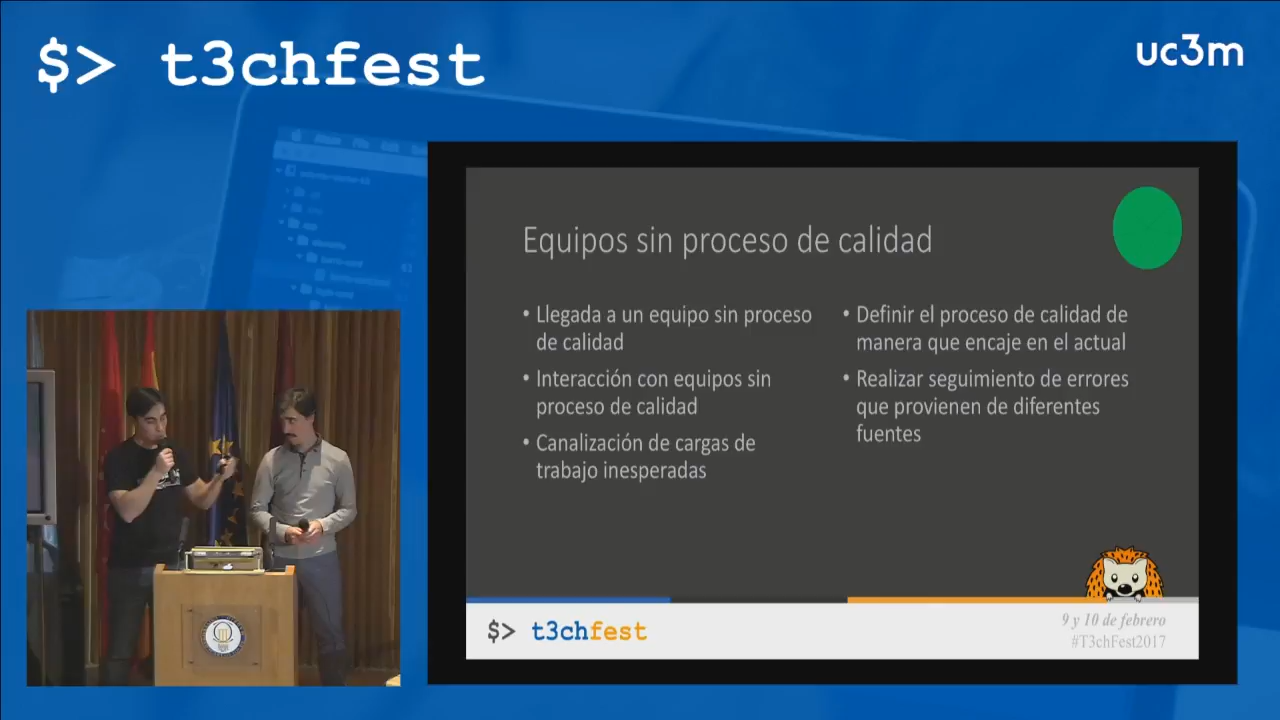 $> t3chfest
uc3m
Equipos sin proceso de calidad
• Llegada a un equipo sin proceso
de calidad
• Interacción con equipos sin
proceso de calidad
• Canalización de cargas de
trabajo inesperadas
• Definir el proceso de calidad de
manera que encaje en el actual
• Realizar seguimiento de errores
que provienen de diferentes
fuentes
$> t3chfest
9 y 10 de febrero
#T3chFest2017